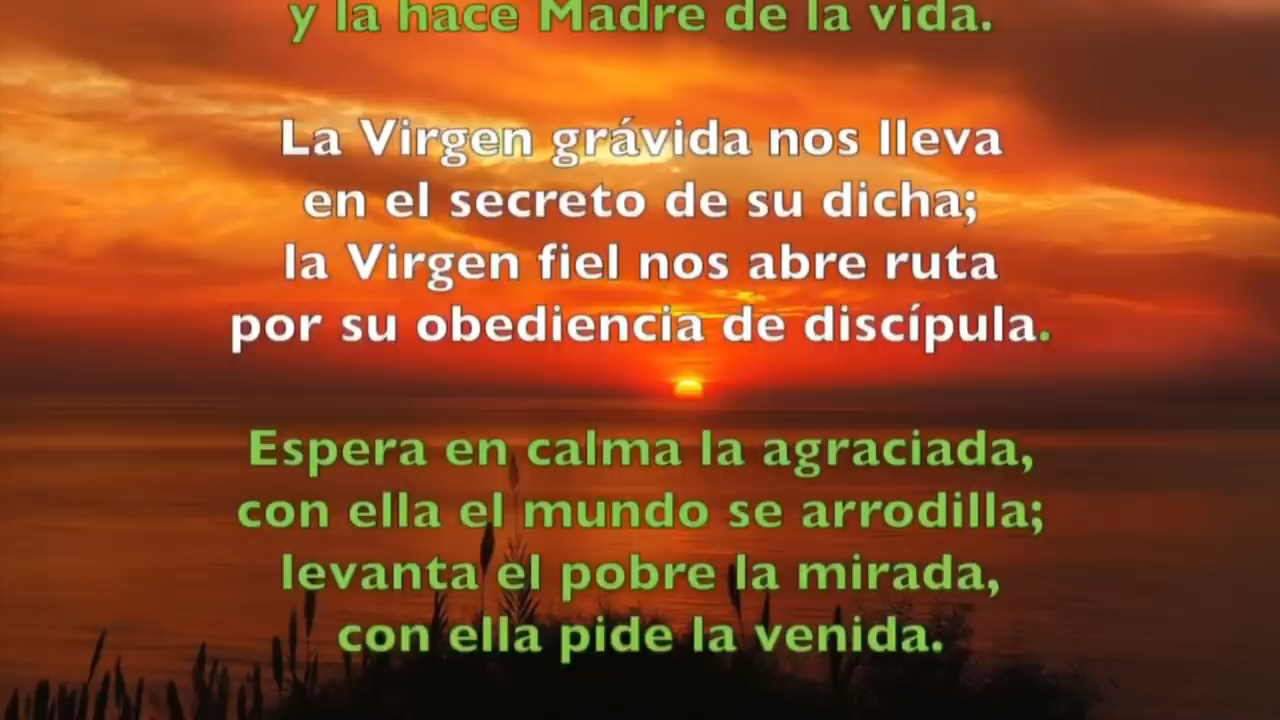 y la hace Madre de la vida.
La Virgen grávida nos lleva
en el secreto de su dicha;
la Virgen fiel nos abre ruta
por su obediencia de discípula.
Espera en calma la agraciada,
con ella el mundo se arrodilla;
levanta el pobre la mirada,
con ella pide la venida.